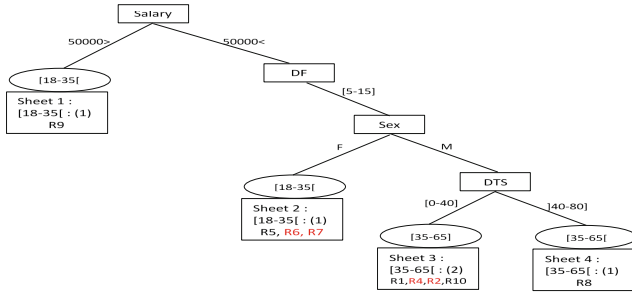 Salary
50000>
50000<
[18-35[
DF
Sheet 1 :
[18-35[ : (1)
R9
[5-15]
Sex
F
M
[18-35[
DTS
Sheet 2 :
[18-35[ : (1)
R5, R6, R7
[0-40]
]40-80]
[35-65]
[35-65[
Sheet 3 :
[35-65[ : (2)
R1,R4,R2,R10
Sheet 4 :
[35-65[ : (1)
R8